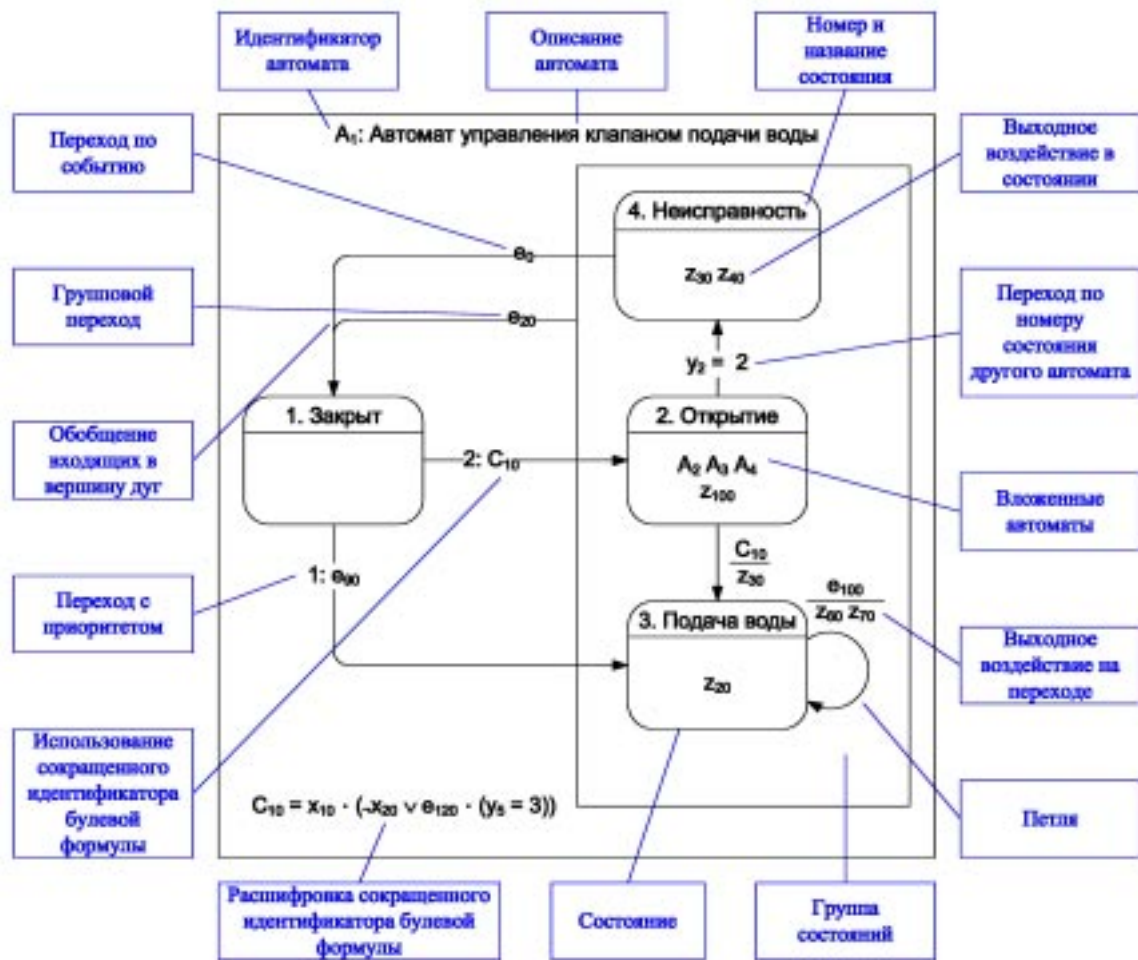 Идентификатор
автомата
Описание
автомата
Номер и
название
состояния
Переход по
событию
A₁: Автомат управления клапаном подачи воды
Выходное
воздействие в
состоянии
4. Неисправность
z₃₀ z₄₀
Групповой
переход
e₂₀
Переход по
номеру
состояния
другого автомата
y₂ = 2
Обобщение
входящих в
вершину дуг
1. Закрыт
2: C₁₀
2. Открытие
A₂ A₃ A₄
z₁₀₀
Вложенные
автоматы
C₁₀
z₃₀
Переход с
приоритетом
1: e₉₀
3. Подача воды
z₂₀
e₁₀₀
z₆₀ z₇₀
Выходное
воздействие на
переходе
Использование
сокращенного
идентификатора
булевой
формулы
C₁₀ = x₁₀ · (¬x₂₀ ∨ e₁₂₀ · (y₅ = 3))
Петля
Расшифровка сокращенного
идентификатора булевой
формулы
Состояние
Группа
состояний